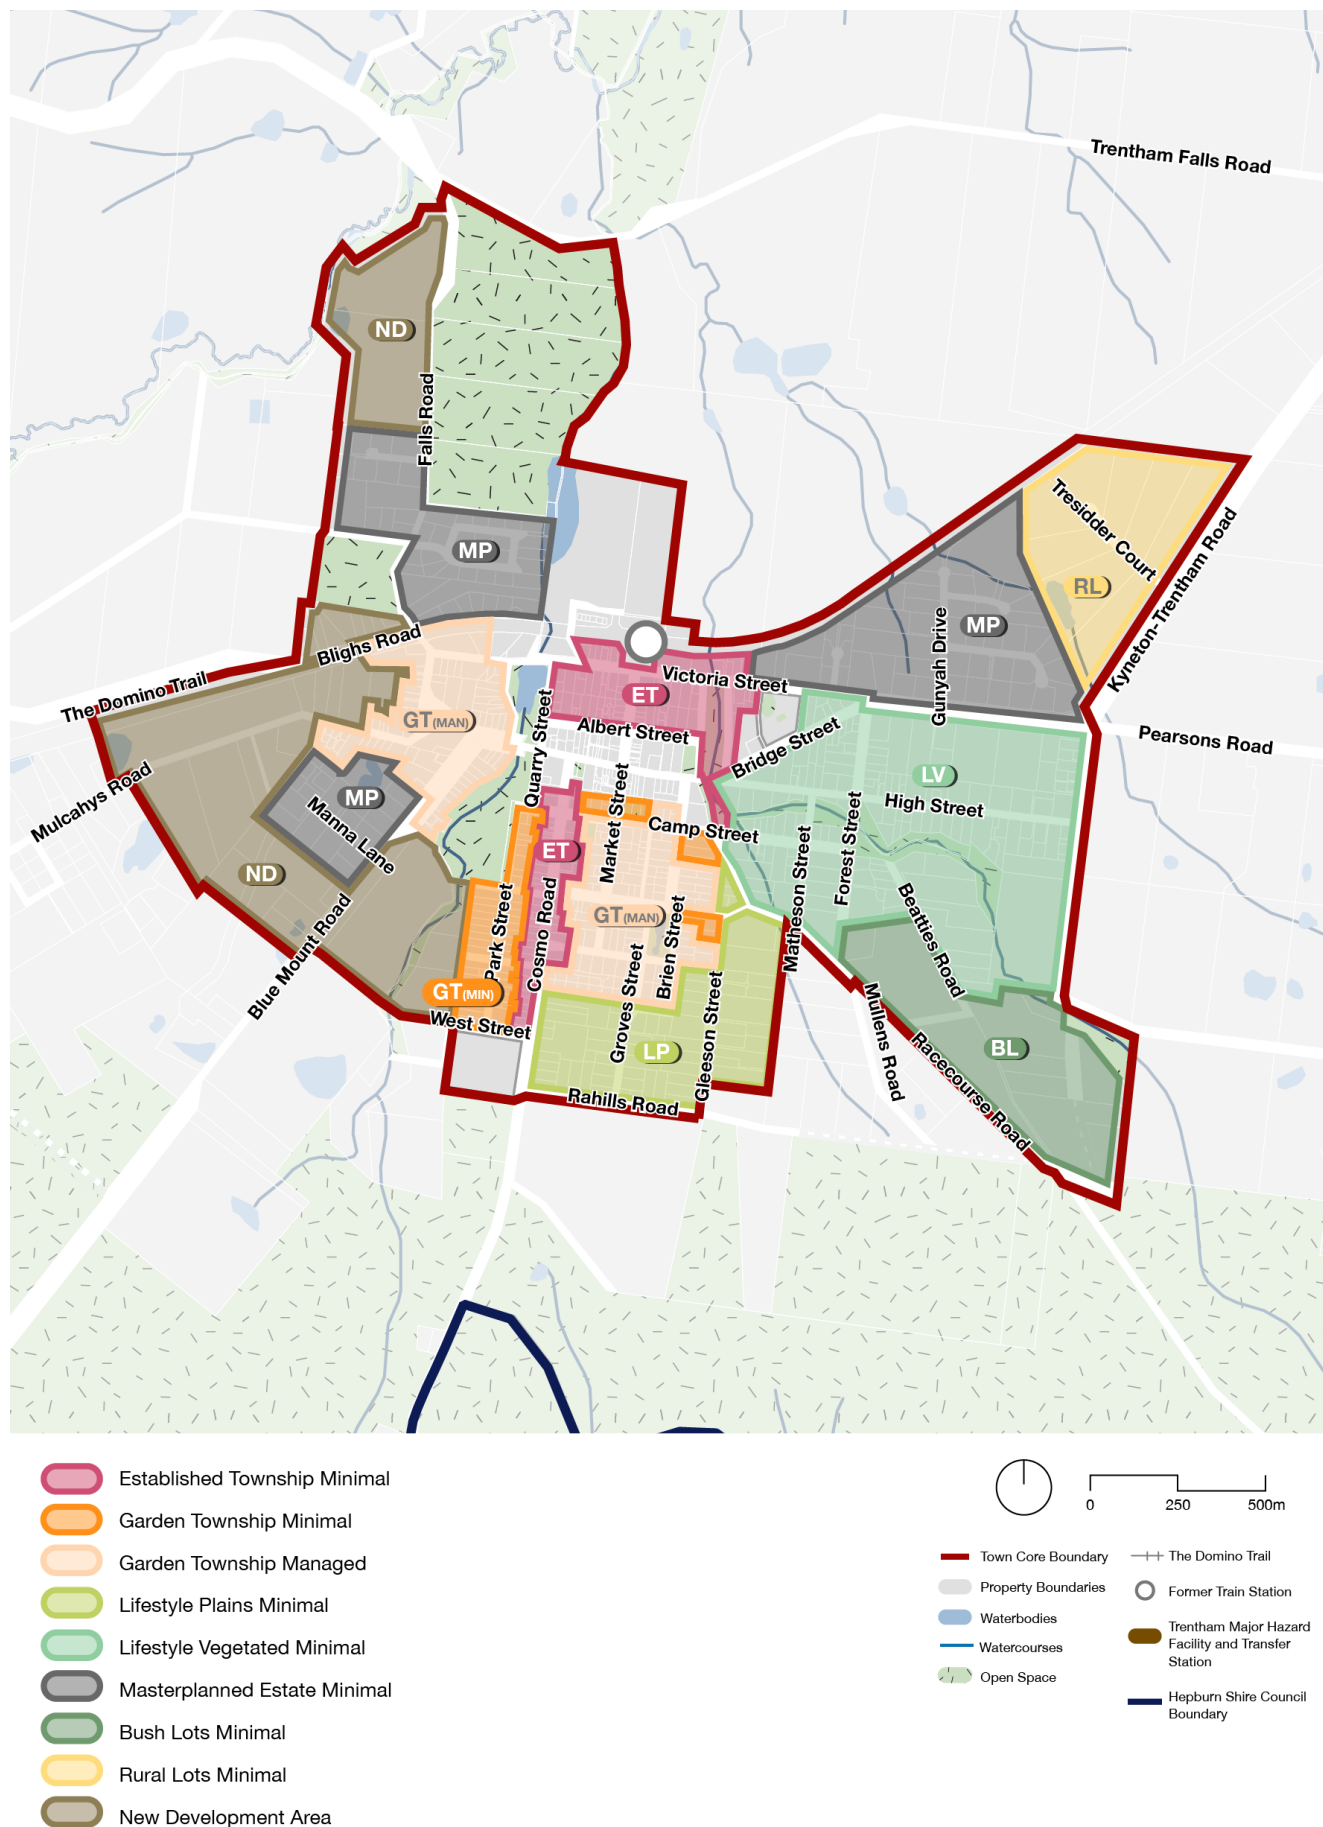 Trentham Falls Road
ND
Falls Road
Tresidder Court
MP
RL
Kyneton-Trentham Road
MP
Gunyah Drive
Blighs Road
Victoria Street
The Domino Trail
ET
GT(MAN)
Quarry Street
Albert Street
Bridge Street
Pearsons Road
Mulcahys Road
MP
Manna Lane
LV
High Street
Market Street
Camp Street
Matheson Street
Forest Street
ET
ND
Park Street
Cosmo Road
GT(MAN)
Brien Street
Beatties Road
Blue Mount Road
GT(MIN)
West Street
Groves Street
Gleeson Street
LP
Mullens Road
Racecourse Road
BL
Rahills Road
Established Township Minimal
Garden Township Minimal
Garden Township Managed
Lifestyle Plains Minimal
Lifestyle Vegetated Minimal
Masterplanned Estate Minimal
Bush Lots Minimal
Rural Lots Minimal
New Development Area
0 250 500m
Town Core Boundary
Property Boundaries
Waterbodies
Watercourses
Open Space
The Domino Trail
Former Train Station
Trentham Major Hazard
Facility and Transfer
Station
Hepburn Shire Council
Boundary